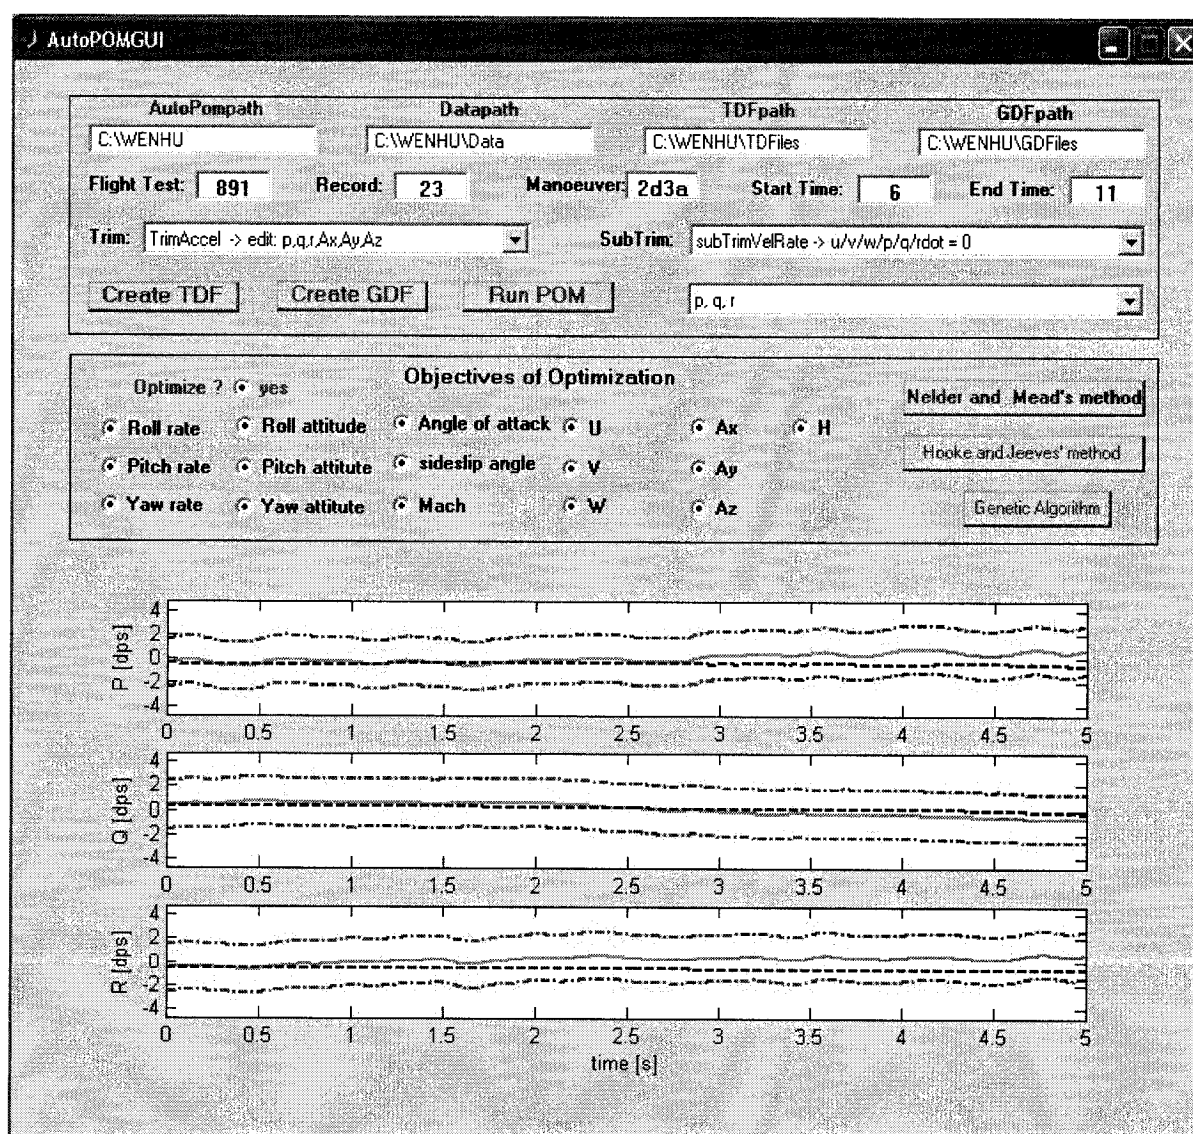 AutoPOMGUI
AutoPompath Datapath TDFpath GDFpath
C:\WENHU C:\WENHU\Data C:\WENHU\TDFiles C:\WENHU\GDFiles
Flight Test: 891 Record: 23 Manoeuver: 2d3a Start Time: 6 End Time: 11
Trim: TrimAccel -> edit: p,q,r,Ax,Ay,Az SubTrim: subTrimVelRate -> u/v/w/p/q/rdot = 0
Create TDF Create GDF Run POM p, q, r
Optimize ? yes Objectives of Optimization Nelder and Mead's method
Roll rate Roll attitude Angle of attack U Ax H
Pitch rate Pitch attitute sideslip angle V Ay Hooke and Jeeves' method
Yaw rate Yaw attitute Mach W Az Genetic Algorithm
P [dps]
4
2
0
-2
-4
0 0.5 1 1.5 2 2.5 3 3.5 4 4.5 5
Q [dps]
4
2
0
-2
-4
0 0.5 1 1.5 2 2.5 3 3.5 4 4.5 5
R [dps]
4
2
0
-2
-4
0 0.5 1 1.5 2 2.5 3 3.5 4 4.5 5
time [s]